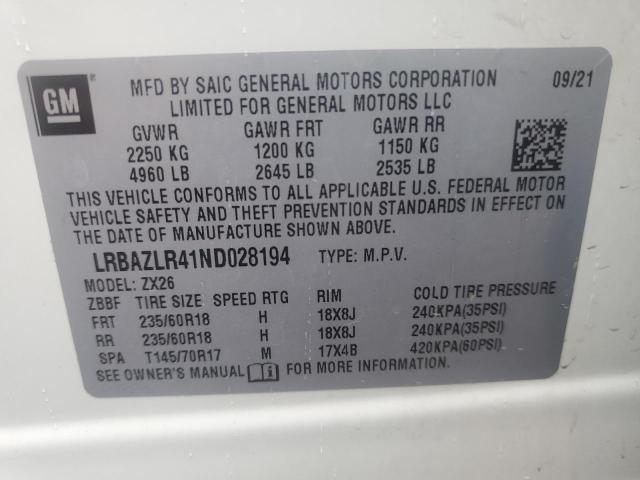 GM
MFD BY SAIC GENERAL MOTORS CORPORATION 09/21
LIMITED FOR GENERAL MOTORS LLC
GVWR GAWR FRT GAWR RR
2250 KG 1200 KG 1150 KG
4960 LB 2645 LB 2535 LB
THIS VEHICLE CONFORMS TO ALL APPLICABLE U.S. FEDERAL MOTOR
VEHICLE SAFETY AND THEFT PREVENTION STANDARDS IN EFFECT ON
THE DATE OF MANUFACTURE SHOWN ABOVE.
LRBAZLR41ND028194 TYPE: M.P.V.
MODEL: ZX26
ZBBF TIRE SIZE SPEED RTG RIM COLD TIRE PRESSURE
FRT 235/60R18 H 18X8J 240KPA(35PSI)
RR 235/60R18 H 18X8J 240KPA(35PSI)
SPA T145/70R17 M 17X4B 420KPA(60PSI)
SEE OWNER'S MANUAL FOR MORE INFORMATION.